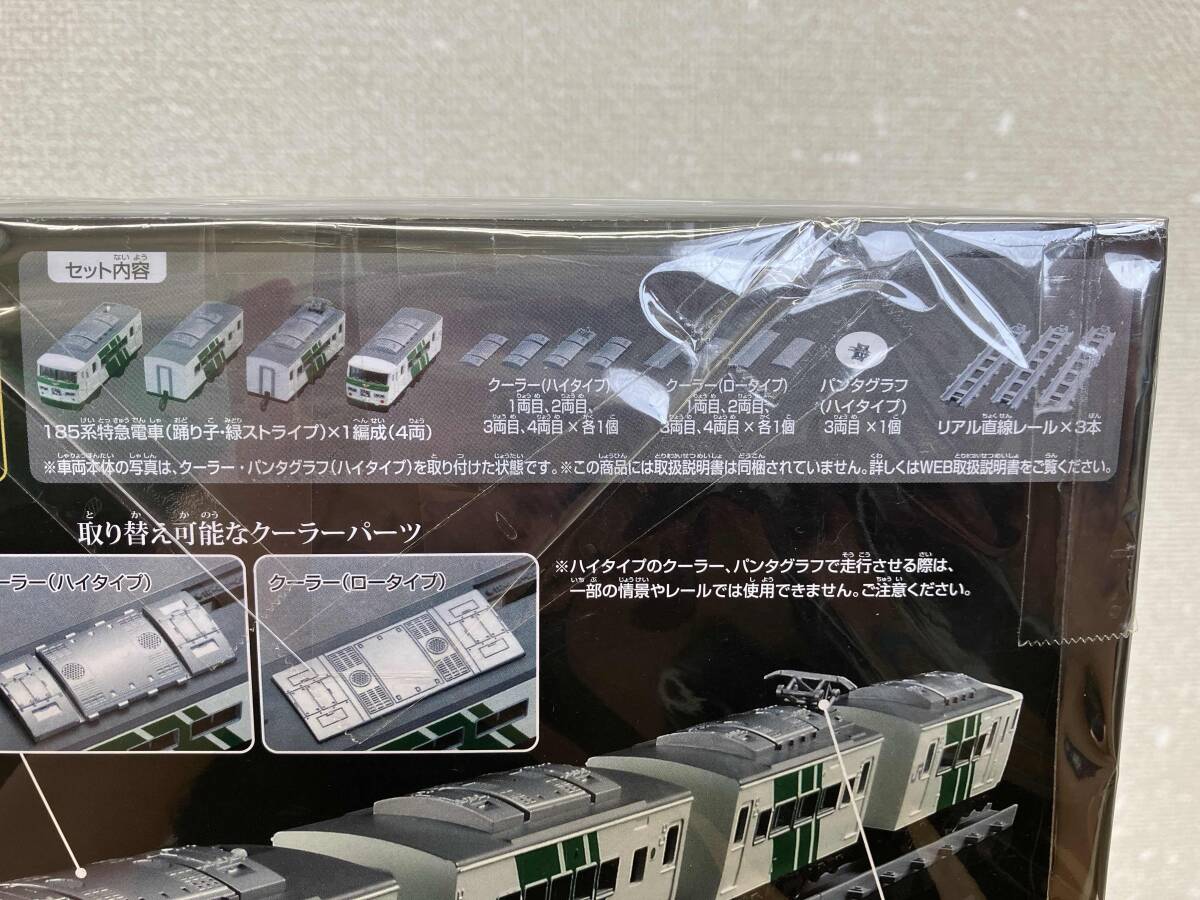 セット内容
ないよう
クーラー(ハイタイプ)
1両目、2両目、
3両目、4両目×各1個
クーラー(ロータイプ)
1両目、2両目、
3両目、4両目×各1個
パンタグラフ
(ハイタイプ)
3両目×1個
185系特急電車(踊り子・緑ストライプ)×1編成(4両)
リアル直線レール×3本
※車両本体の写真は、クーラー・パンタグラフ(ハイタイプ)を取り付けた状態です。※この商品には取扱説明書は同梱されていません。詳しくはWEB取扱説明書をご覧ください。
取り替え可能なクーラーパーツ
ーラー(ハイタイプ)
クーラー(ロータイプ)
※ハイタイプのクーラー、パンタグラフで走行させる際は、
一部の情景やレールでは使用できません。ご注意ください。